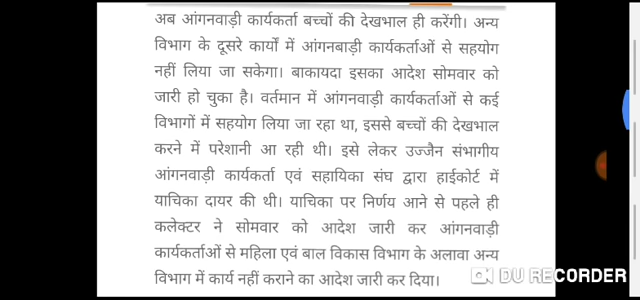 अब आंगनवाड़ी कार्यकर्ता बच्चों की देखभाल ही करेंगी। अन्य
विभाग के दूसरे कार्यों में आंगनबाड़ी कार्यकर्ताओं से सहयोग
नहीं लिया जा सकेगा। बाकायदा इसका आदेश सोमवार को
जारी हो चुका है। वर्तमान में आंगनवाड़ी कार्यकर्ताओं से कई
विभागों में सहयोग लिया जा रहा था, इससे बच्चों की देखभाल
करने में परेशानी आ रही थी। इसे लेकर उज्जैन संभागीय
आंगनवाड़ी कार्यकर्ता एवं सहायिका संघ द्वारा हाईकोर्ट में
याचिका दायर की थी। याचिका पर निर्णय आने से पहले ही
कलेक्टर ने सोमवार को आदेश जारी कर आंगनवाड़ी
कार्यकर्ताओं से महिला एवं बाल विकास विभाग के अलावा अन्य
विभाग में कार्य नहीं कराने का आदेश जारी कर दिया।
DU RECORDER